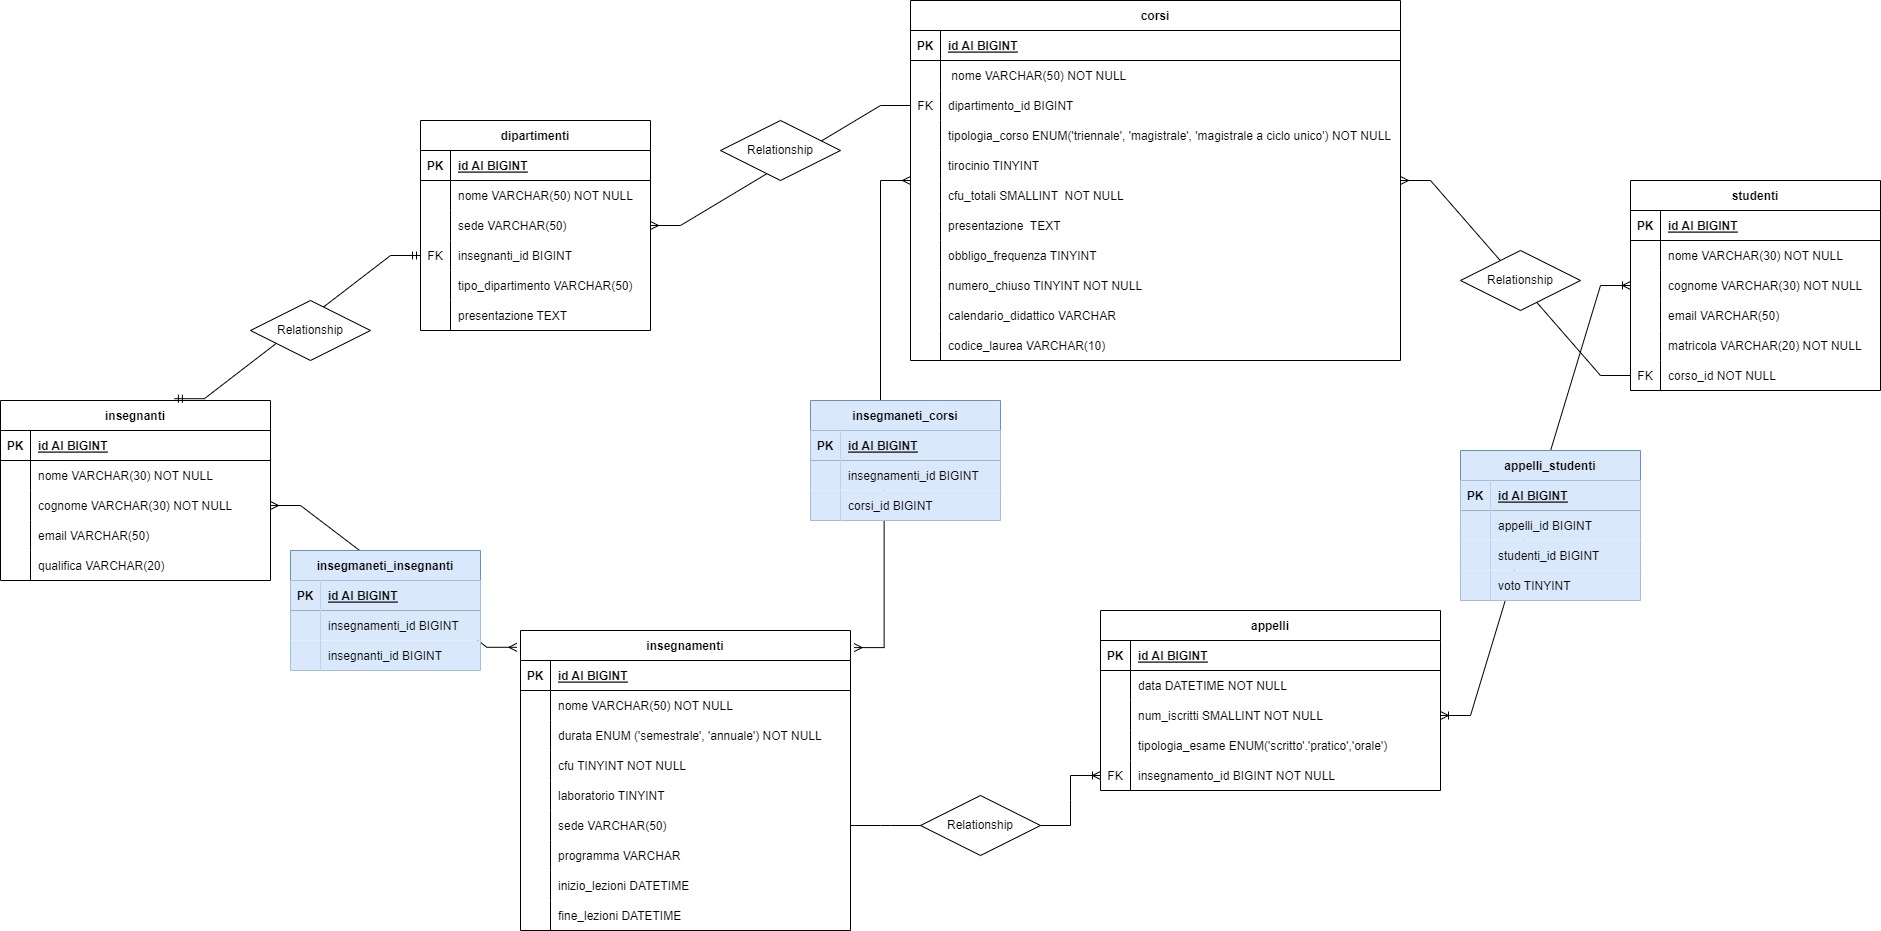 corsi
PK id AI BIGINT
nome VARCHAR(50) NOT NULL
FK dipartimento_id BIGINT
tipologia_corso ENUM('triennale', 'magistrale', 'magistrale a ciclo unico') NOT NULL
tirocinio TINYINT
cfu_totali SMALLINT NOT NULL
presentazione TEXT
obbligo_frequenza TINYINT
numero_chiuso TINYINT NOT NULL
calendario_didattico VARCHAR
codice_laurea VARCHAR(10)
dipartimenti
PK id AI BIGINT
nome VARCHAR(50) NOT NULL
sede VARCHAR(50)
FK insegnanti_id BIGINT
tipo_dipartimento VARCHAR(50)
presentazione TEXT
Relationship
studenti
PK id AI BIGINT
nome VARCHAR(30) NOT NULL
cognome VARCHAR(30) NOT NULL
email VARCHAR(50)
matricola VARCHAR(20) NOT NULL
FK corso_id NOT NULL
Relationship
Relationship
insegnanti
PK id AI BIGINT
nome VARCHAR(30) NOT NULL
cognome VARCHAR(30) NOT NULL
email VARCHAR(50)
qualifica VARCHAR(20)
insegmaneti_corsi
PK id AI BIGINT
insegnamenti_id BIGINT
corsi_id BIGINT
appelli_studenti
PK id AI BIGINT
appelli_id BIGINT
studenti_id BIGINT
voto TINYINT
insegmaneti_insegnanti
PK id AI BIGINT
insegnamenti_id BIGINT
insegnanti_id BIGINT
insegnamenti
PK id AI BIGINT
nome VARCHAR(50) NOT NULL
durata ENUM ('semestrale', 'annuale') NOT NULL
cfu TINYINT NOT NULL
laboratorio TINYINT
sede VARCHAR(50)
programma VARCHAR
inizio_lezioni DATETIME
fine_lezioni DATETIME
appelli
PK id AI BIGINT
data DATETIME NOT NULL
num_iscritti SMALLINT NOT NULL
tipologia_esame ENUM('scritto'.'pratico','orale')
FK insegnamento_id BIGINT NOT NULL
Relationship